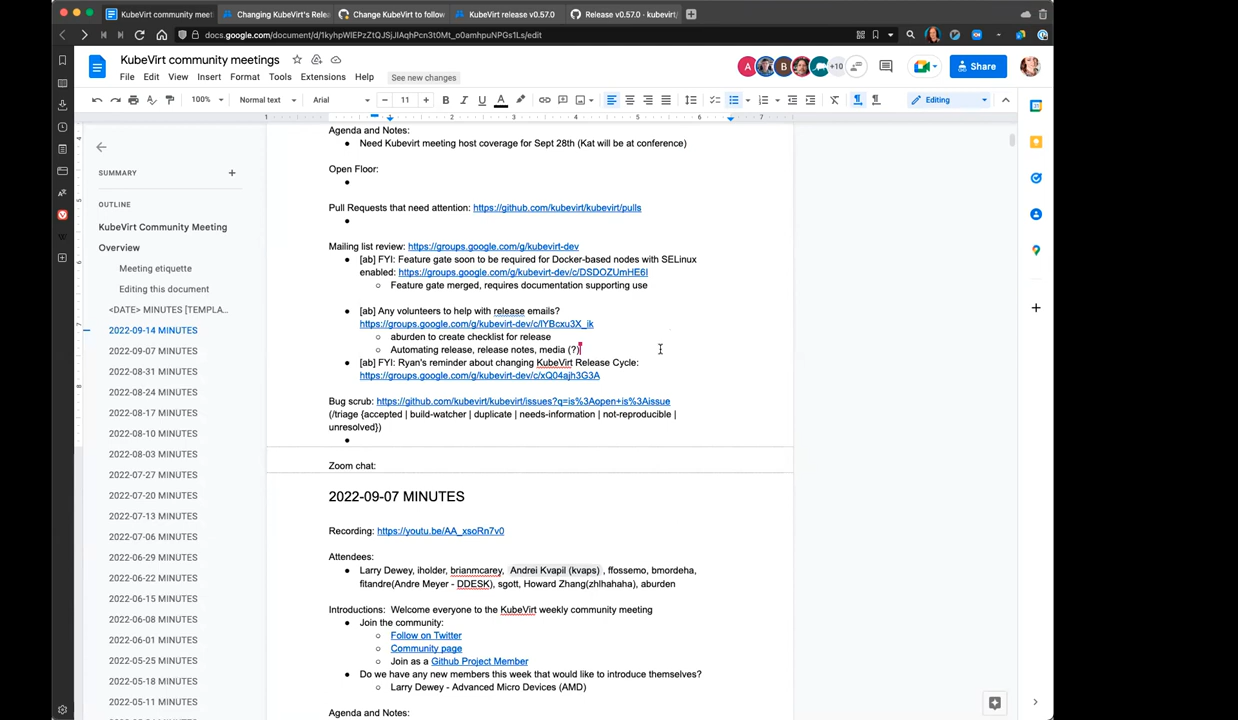 KubeVirt community meeti
Changing KubeVirt's Rele
Change KubeVirt to follow
KubeVirt release v0.57.0
Release v0.57.0 · kubevirt/
docs.google.com/document/d/1kyhpWIEPzZtQJSjJIAqhPcn3t0Mt_o0amhpuNPGs1Ls/edit
KubeVirt community meetings
File Edit View Insert Format Tools Extensions Help See new changes
A B +10 Share
100% Normal text Arial 11 B I U A Editing
1 2 3 4 5 6 7
SUMMARY
OUTLINE
KubeVirt Community Meeting
Overview
Meeting etiquette
Editing this document
<DATE> MINUTES [TEMPLA...
2022-09-14 MINUTES
2022-09-07 MINUTES
2022-08-31 MINUTES
2022-08-24 MINUTES
2022-08-17 MINUTES
2022-08-10 MINUTES
2022-08-03 MINUTES
2022-07-27 MINUTES
2022-07-20 MINUTES
2022-07-13 MINUTES
2022-07-06 MINUTES
2022-06-29 MINUTES
2022-06-22 MINUTES
2022-06-15 MINUTES
2022-06-08 MINUTES
2022-06-01 MINUTES
2022-05-25 MINUTES
2022-05-18 MINUTES
2022-05-11 MINUTES
Agenda and Notes:
● Need Kubevirt meeting host coverage for Sept 28th (Kat will be at conference)
Open Floor:
●
Pull Requests that need attention: https://github.com/kubevirt/kubevirt/pulls
●
Mailing list review: https://groups.google.com/g/kubevirt-dev
● [ab] FYI: Feature gate soon to be required for Docker-based nodes with SELinux
enabled: https://groups.google.com/g/kubevirt-dev/c/DSDOZUmHE6I
○ Feature gate merged, requires documentation supporting use
● [ab] Any volunteers to help with release emails?
https://groups.google.com/g/kubevirt-dev/c/lYBcxu3X_ik
○ aburden to create checklist for release
○ Automating release, release notes, media (?)
● [ab] FYI: Ryan's reminder about changing KubeVirt Release Cycle:
https://groups.google.com/g/kubevirt-dev/c/xQ04ajh3G3A
Bug scrub: https://github.com/kubevirt/kubevirt/issues?q=is%3Aopen+is%3Aissue
(/triage {accepted | build-watcher | duplicate | needs-information | not-reproducible |
unresolved})
●
Zoom chat:
2022-09-07 MINUTES
Recording: https://youtu.be/AA_xsoRn7v0
Attendees:
● Larry Dewey, iholder, brianmcarey, Andrei Kvapil (kvaps) , ffossemo, bmordeha,
fitandre(Andre Meyer - DDESK), sgott, Howard Zhang(zhlhahaha), aburden
Introductions: Welcome everyone to the KubeVirt weekly community meeting
● Join the community:
○ Follow on Twitter
○ Community page
○ Join as a Github Project Member
● Do we have any new members this week that would like to introduce themselves?
○ Larry Dewey - Advanced Micro Devices (AMD)
Agenda and Notes: